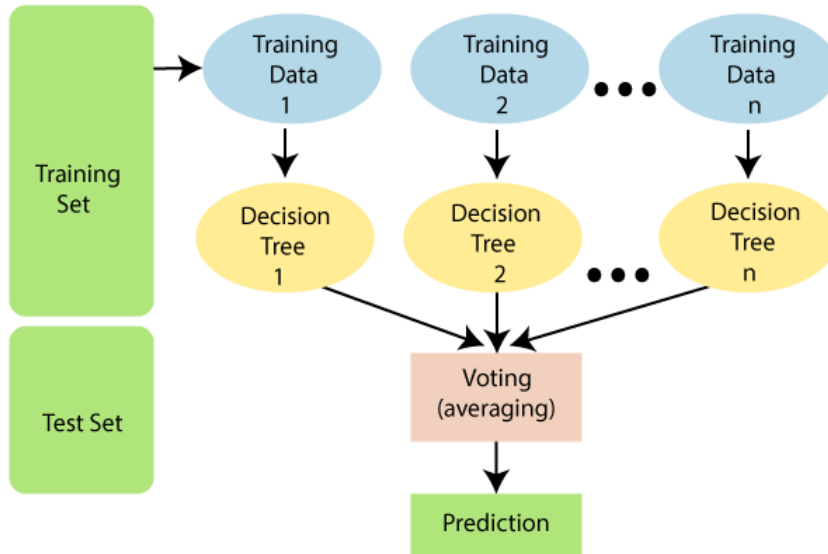 Training
Data
1
Training
Data
2
Training
Data
n
Training
Set
Decision
Tree
1
Decision
Tree
2
Decision
Tree
n
Test Set
Voting
(averaging)
Prediction